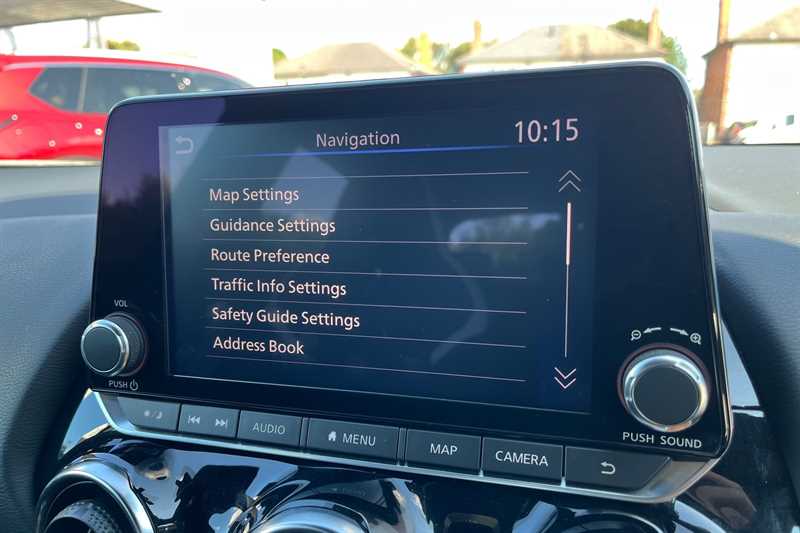 Navigation
10:15
Map Settings
Guidance Settings
Route Preference
Traffic Info Settings
Safety Guide Settings
Address Book
VOL
PUSH
AUDIO
MENU
MAP
CAMERA
PUSH SOUND